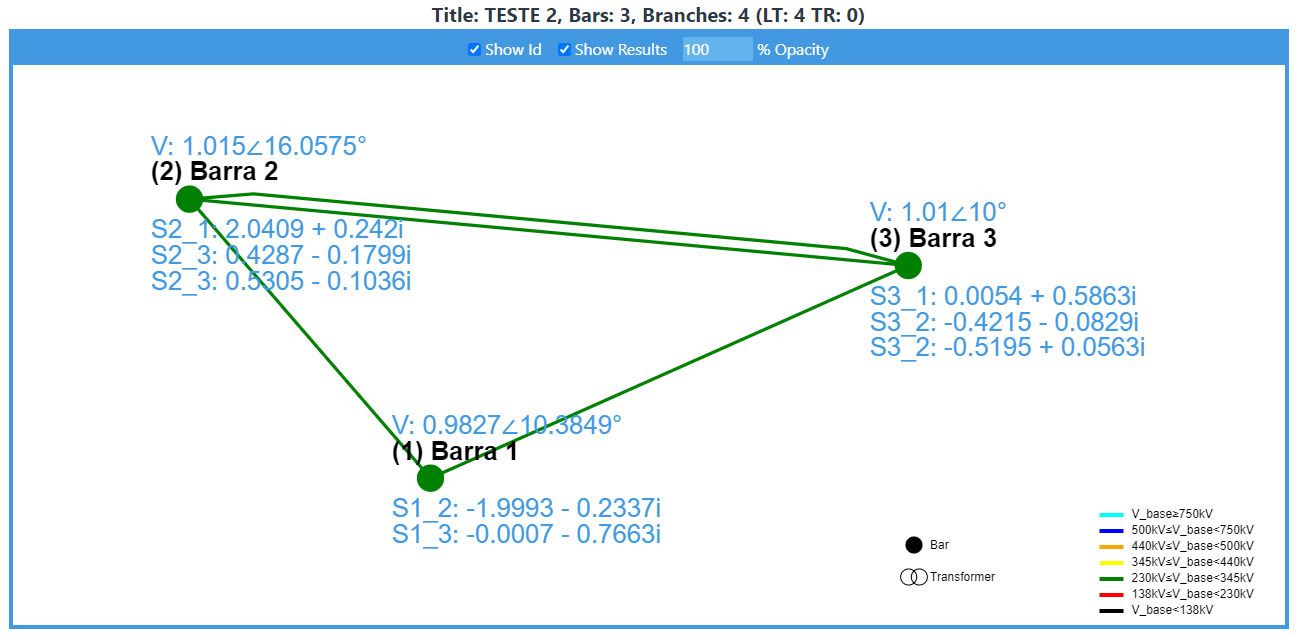 Title: TESTE 2, Bars: 3, Branches: 4 (LT: 4 TR: 0)
Show Id Show Results 100 % Opacity
V: 1.015∠16.0575°
(2) Barra 2
S2_1: 2.0409 + 0.242i
S2_3: 0.4287 - 0.1799i
S2_3: 0.5305 - 0.1036i
V: 1.01∠10°
(3) Barra 3
S3_1: 0.0054 + 0.5863i
S3_2: -0.4215 - 0.0829i
S3_2: -0.5195 + 0.0563i
V: 0.9827∠10.3849°
(1) Barra 1
S1_2: -1.9993 - 0.2337i
S1_3: -0.0007 - 0.7663i
Bar
Transformer
V_base≥750kV
500kV≤V_base<750kV
440kV≤V_base<500kV
345kV≤V_base<440kV
230kV≤V_base<345kV
138kV≤V_base<230kV
V_base<138kV